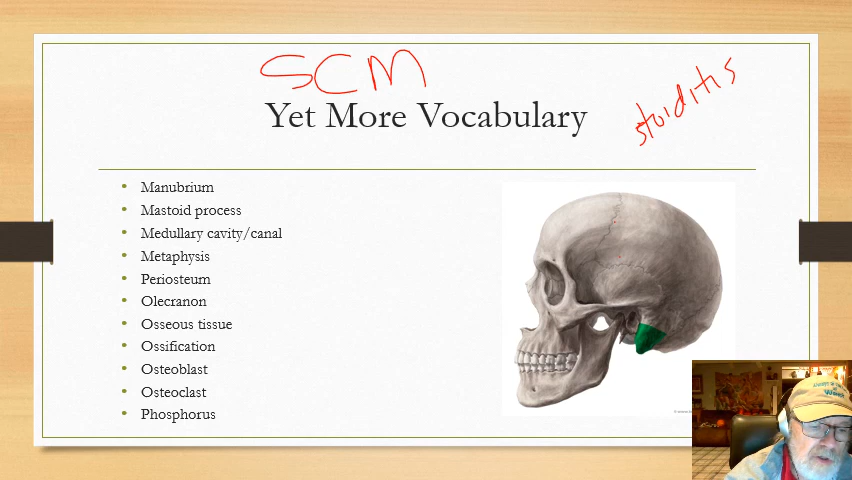 SCM
stoiditis
Yet More Vocabulary
• Manubrium
• Mastoid process
• Medullary cavity/canal
• Metaphysis
• Periosteum
• Olecranon
• Osseous tissue
• Ossification
• Osteoblast
• Osteoclast
• Phosphorus